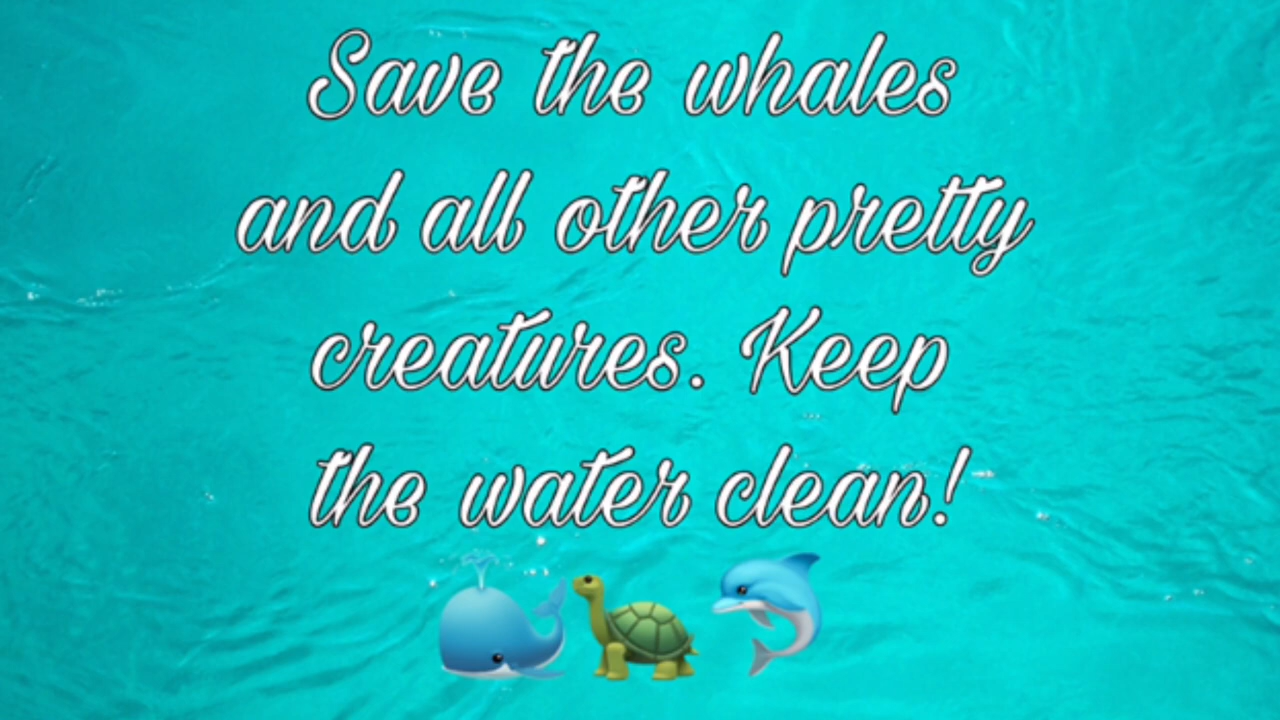 Save the whales
and all other pretty
creatures. Keep
the water clean!
🐳🐢🐬